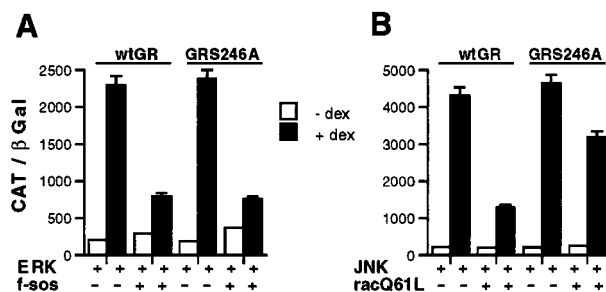 A
B
wtGR GRS246A
wtGR GRS246A
CAT / β Gal
2500
2000
1500
1000
500
0
- dex
+ dex
5000
4000
3000
2000
1000
0
ERK + + + + + + + +
f-sos - - + + - - + +
JNK + + + + + + + +
racQ61L - - + + - - + +